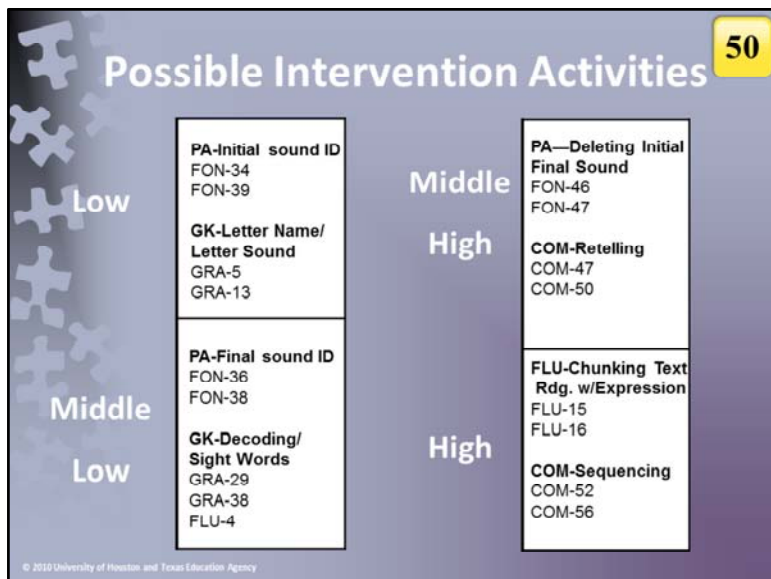 50
Possible Intervention Activities
Low
PA-Initial sound ID
FON-34
FON-39
GK-Letter Name/
Letter Sound
GRA-5
GRA-13
Middle
Low
PA-Final sound ID
FON-36
FON-38
GK-Decoding/
Sight Words
GRA-29
GRA-38
FLU-4
Middle
High
PA—Deleting Initial
Final Sound
FON-46
FON-47
COM-Retelling
COM-47
COM-50
High
FLU-Chunking Text
Rdg. w/Expression
FLU-15
FLU-16
COM-Sequencing
COM-52
COM-56
© 2010 University of Houston and Texas Education Agency